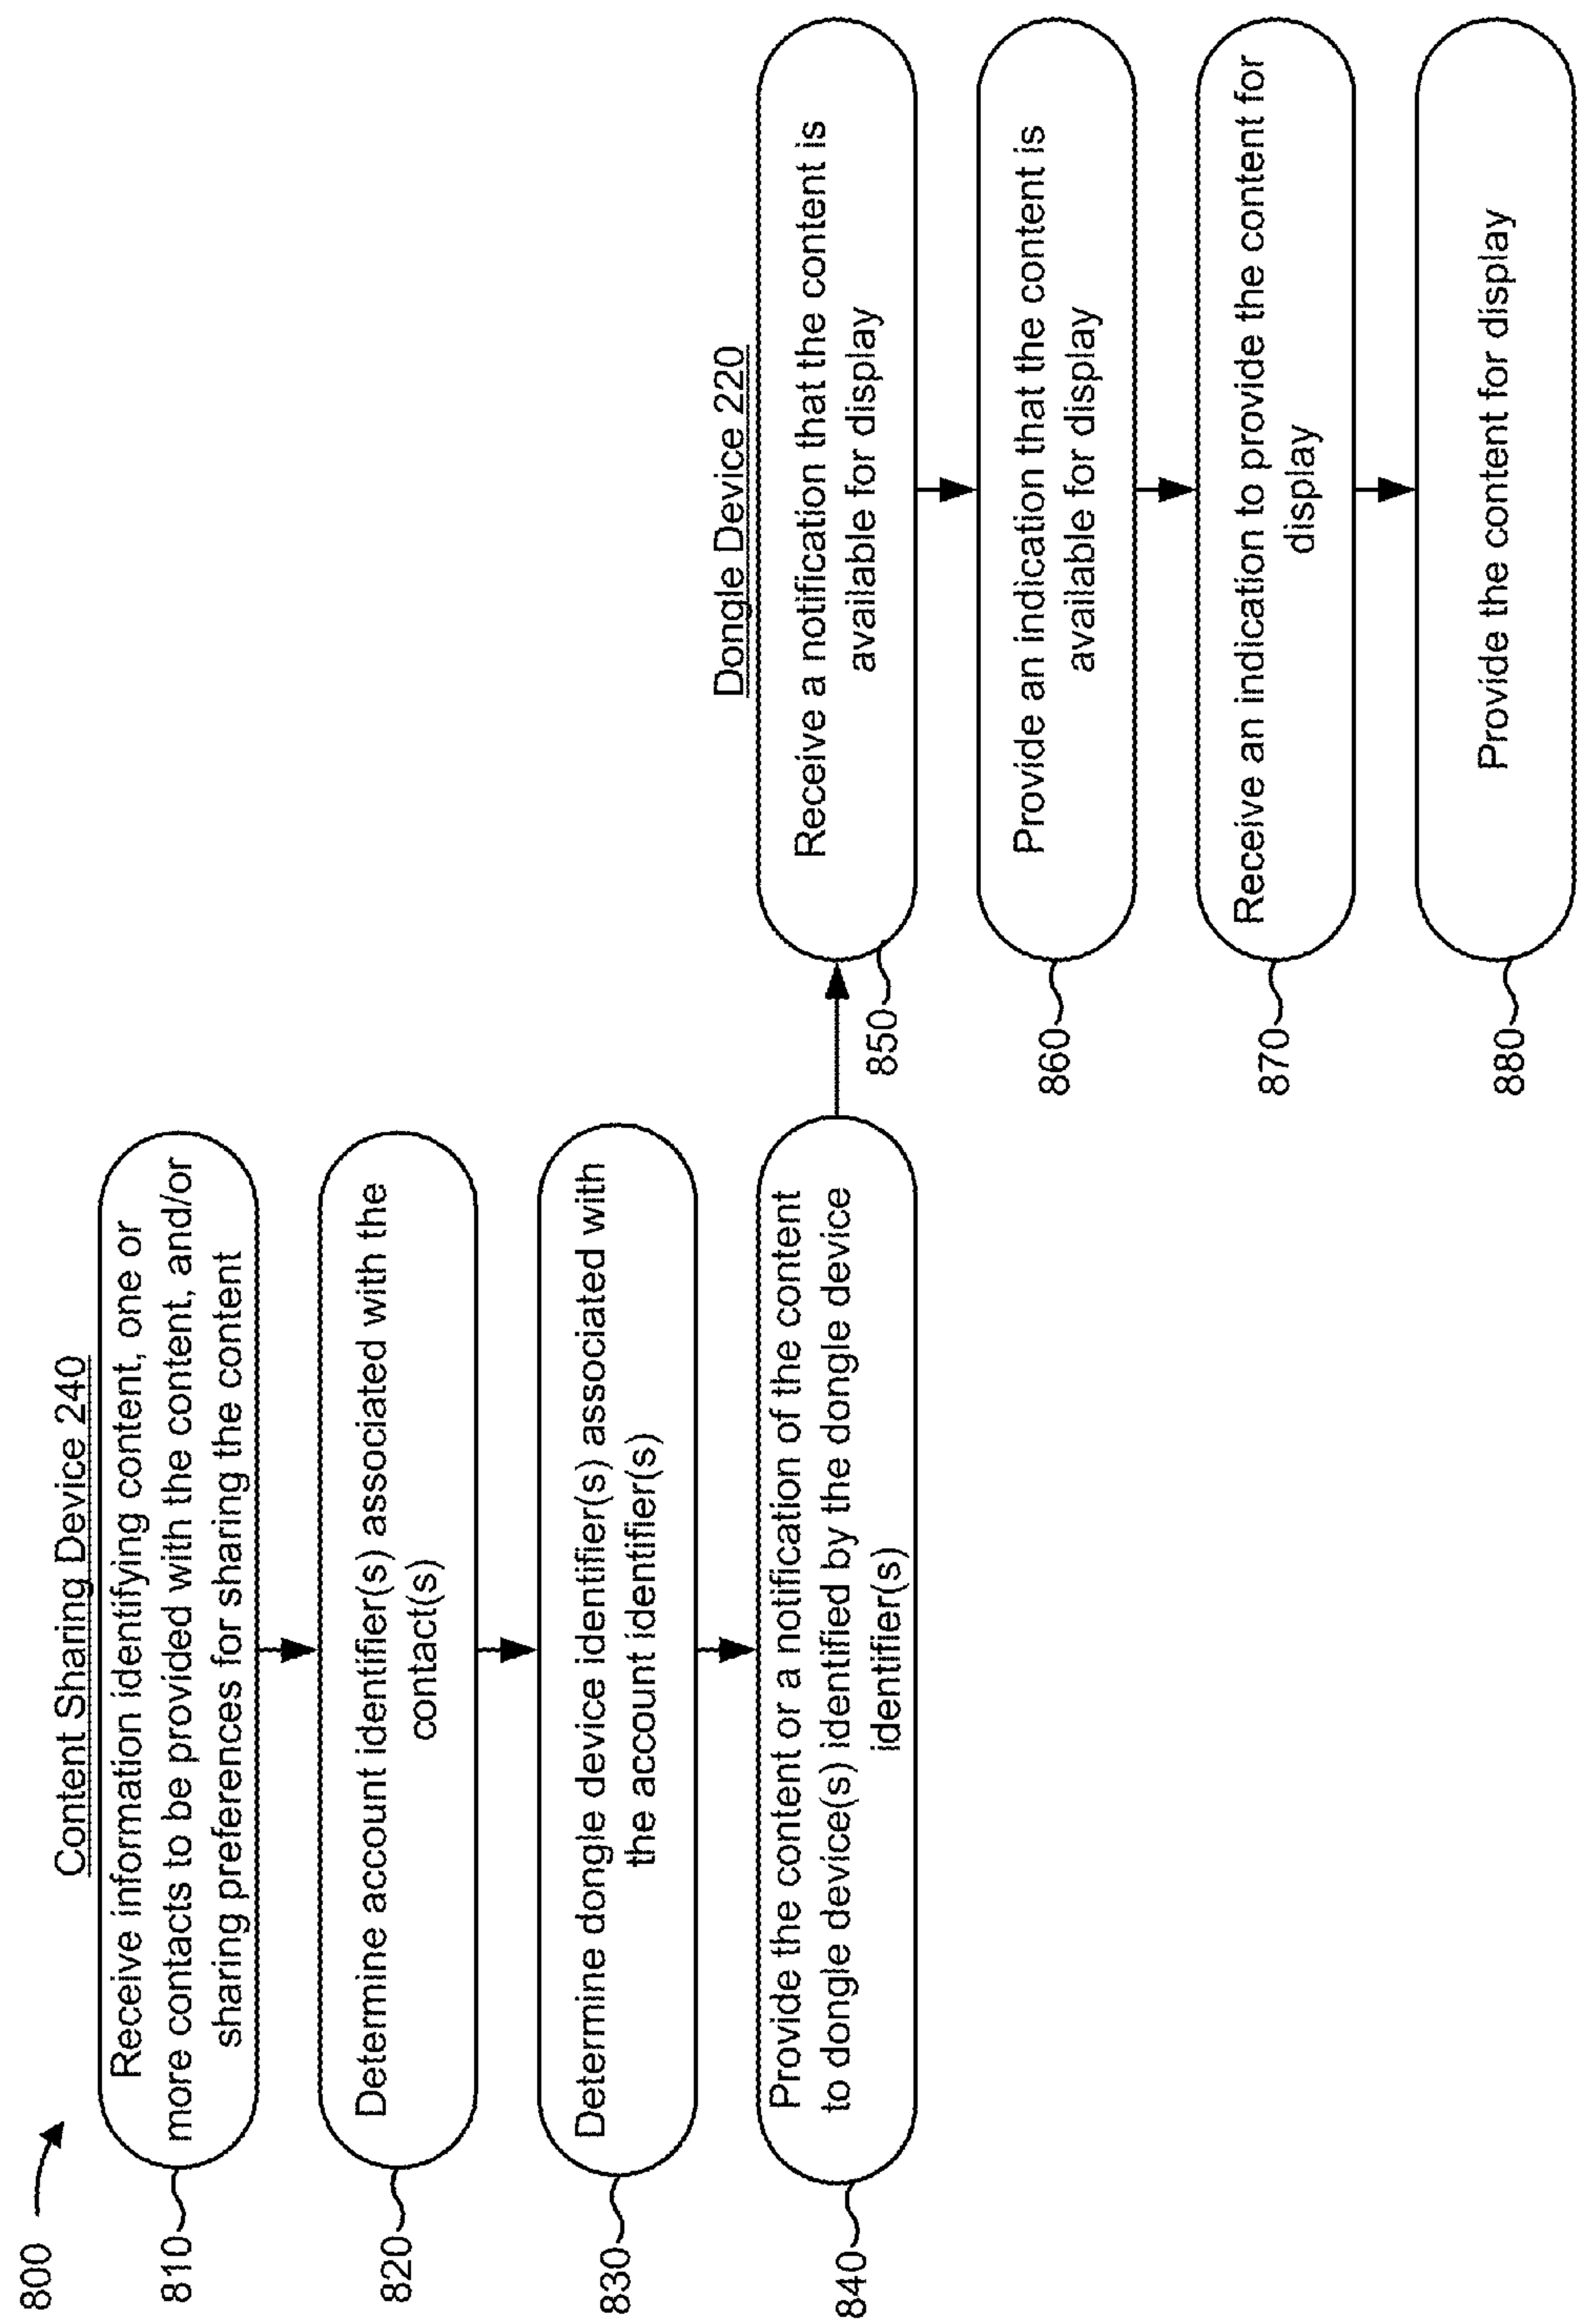 800
Content Sharing Device 240
810
Receive information identifying content, one or
more contacts to be provided with the content, and/or
sharing preferences for sharing the content
820
Determine account identifier(s) associated with the
contact(s)
830
Determine dongle device identifier(s) associated with
the account identifier(s)
840
Provide the content or a notification of the content
to dongle device(s) identified by the dongle device
identifier(s)
Dongle Device 220
850
Receive a notification that the content is
available for display
860
Provide an indication that the content is
available for display
870
Receive an indication to provide the content for
display
880
Provide the content for display